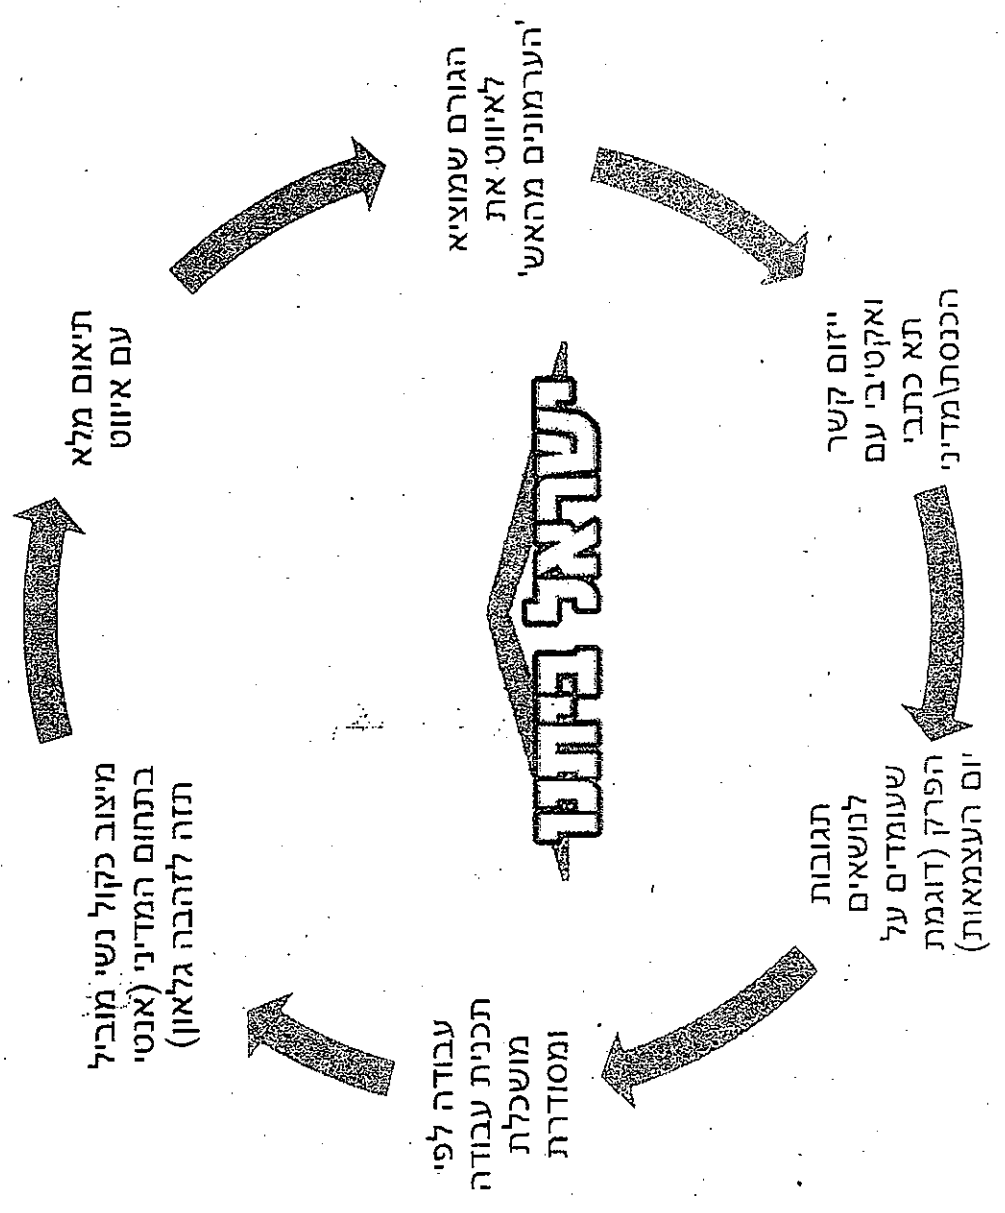 תיאום מלא
עם איווט
הגורם שמוציא
לאיווט את
'הערמונים מהאש'
ייזום קשר
ואקטיבי עם
תא כתבי
הכנסת\מדיני
תגובות
לנושאים
שעומדים על
הפרק (דוגמת
יום העצמאות)
עבודה לפי
תכנית עבודה
מושכלת
ומסודרת
מיצוב כקול נשי מוביל
בתחום המדיני (אנטי
תזה לזהבה גלאון)
ישראל ביתנו